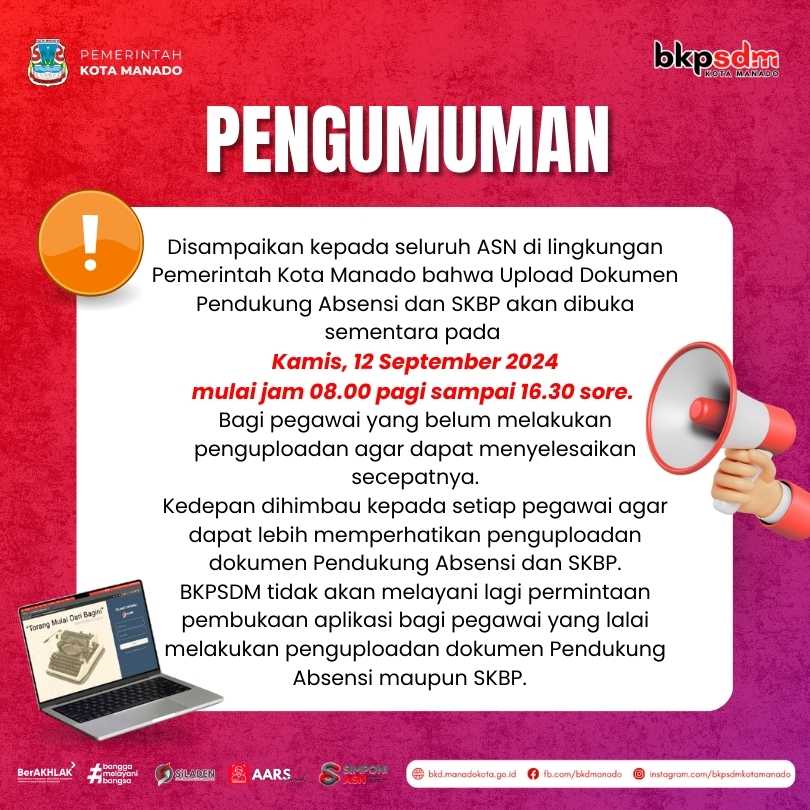 PEMERINTAH
KOTA MANADO
bkpsdm
KOTA MANADO
PENGUMUMAN
!
Disampaikan kepada seluruh ASN di lingkungan
Pemerintah Kota Manado bahwa Upload Dokumen
Pendukung Absensi dan SKBP akan dibuka
sementara pada
Kamis, 12 September 2024
mulai jam 08.00 pagi sampai 16.30 sore.
Bagi pegawai yang belum melakukan
penguploadan agar dapat menyelesaikan
secepatnya.
Kedepan dihimbau kepada setiap pegawai agar
dapat lebih memperhatikan penguploadan
dokumen Pendukung Absensi dan SKBP.
BKPSDM tidak akan melayani lagi permintaan
pembukaan aplikasi bagi pegawai yang lalai
melakukan penguploadan dokumen Pendukung
Absensi maupun SKBP.
"Torang Mulai Dari Bagini"
BerAKHLAK
#bangga
melayani
bangsa
SILADEN
AARS
SIMPONI
ASN
bkd.manadokota.go.id
fb.com/bkdmanado
instagram.com/bkpsdmkotamanado